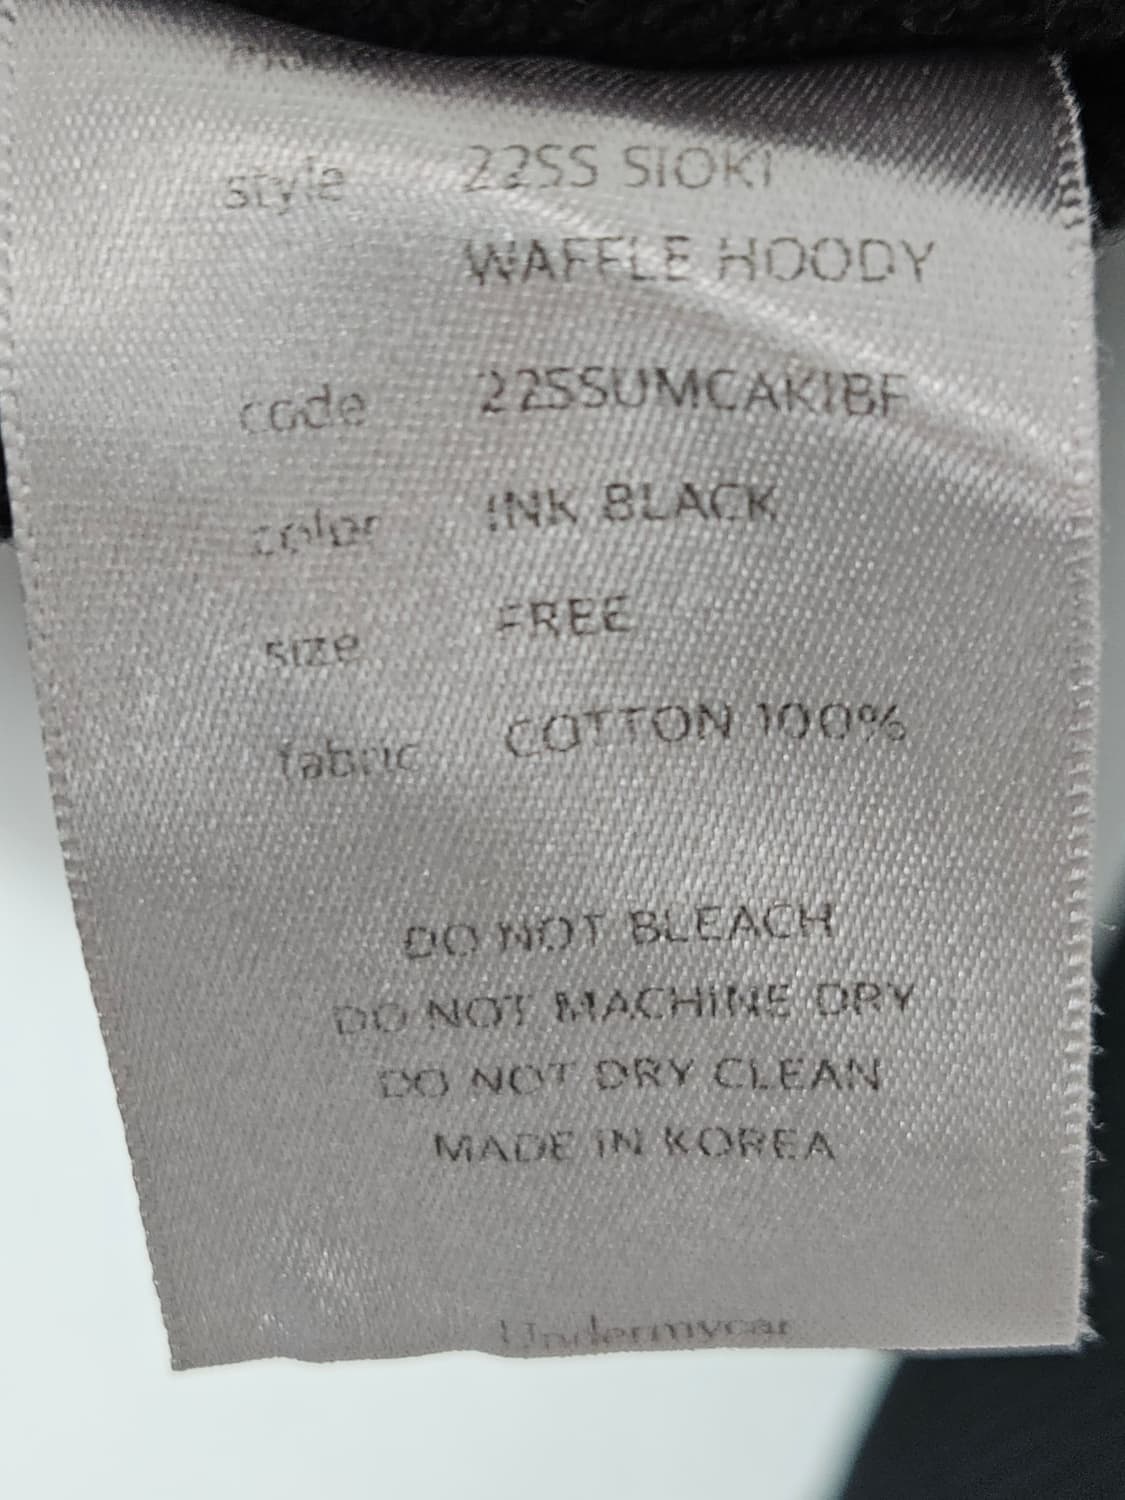 style 22SS SIOKI
WAFFLE HOODY
code 22SSUMCAKIBF
color INK BLACK
size FREE
fabric COTTON 100%
DO NOT BLEACH
DO NOT MACHINE DRY
DO NOT DRY CLEAN
MADE IN KOREA
Undermycar